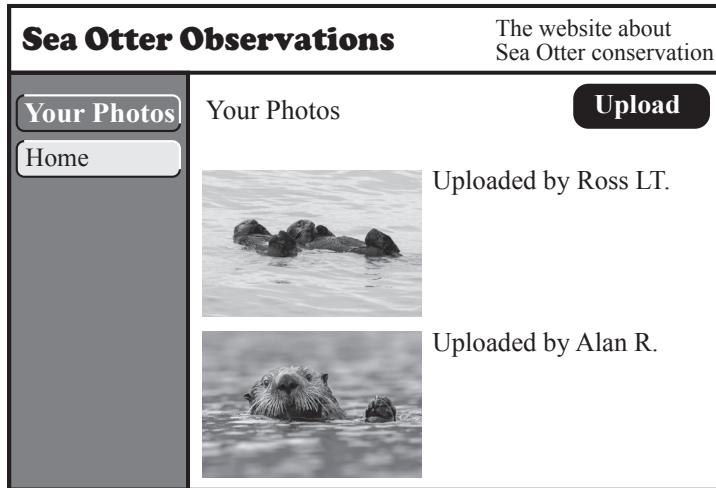 Sea Otter Observations
The website about
Sea Otter conservation
Your Photos
Home
Your Photos
Upload
Uploaded by Ross LT.
Uploaded by Alan R.